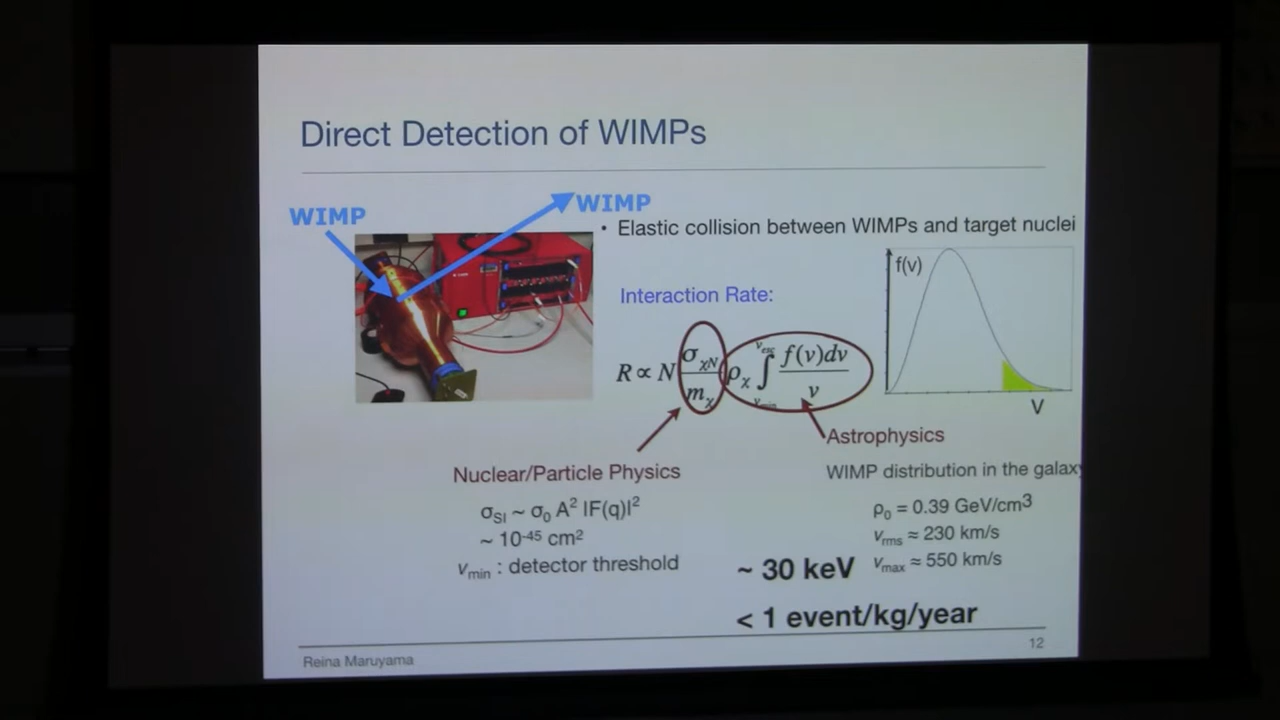 Direct Detection of WIMPs
WIMP
WIMP
• Elastic collision between WIMPs and target nuclei
f(v)
Interaction Rate:
R ∝ N σχN / mχ ρχ ∫ f(v)dv / v
vesc
vmin
V
Astrophysics
Nuclear/Particle Physics
WIMP distribution in the galaxy
σSI ~ σ0 A² |F(q)|²
~ 10⁻⁴⁵ cm²
vmin : detector threshold
ρ0 = 0.39 GeV/cm³
vrms ≈ 230 km/s
vmax ≈ 550 km/s
~ 30 keV
< 1 event/kg/year
12
Reina Maruyama